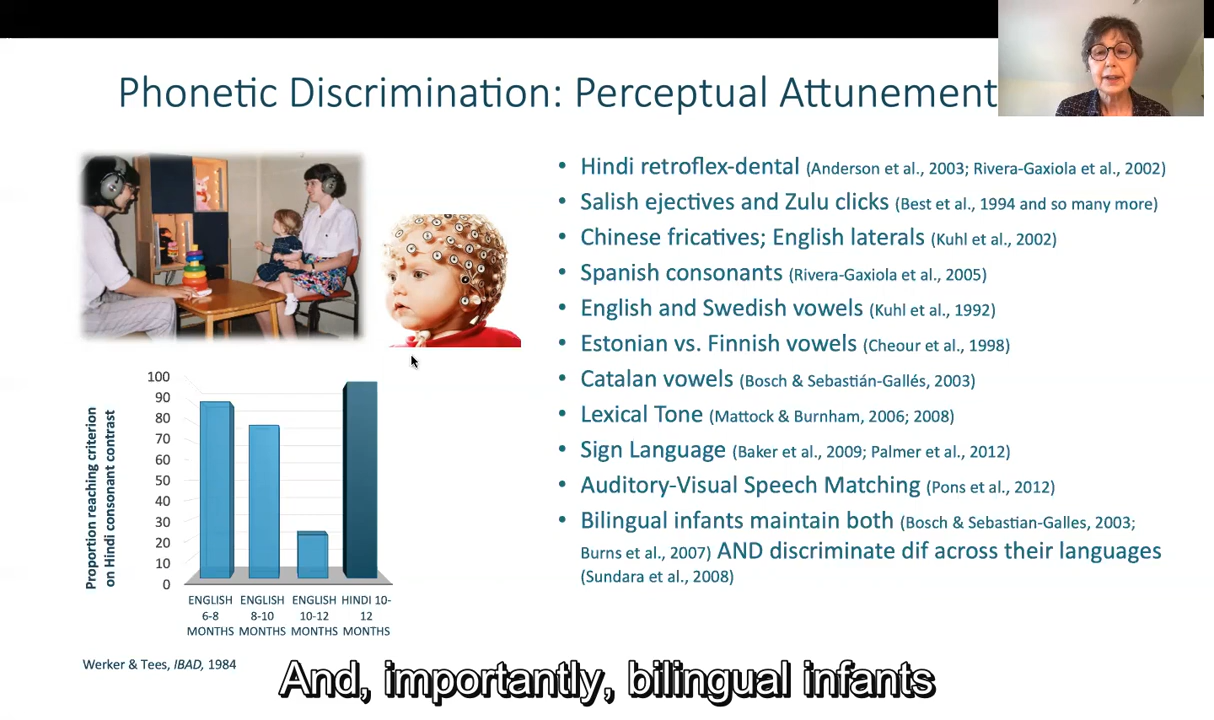 Phonetic Discrimination: Perceptual Attunement
• Hindi retroflex-dental (Anderson et al., 2003; Rivera-Gaxiola et al., 2002)
• Salish ejectives and Zulu clicks (Best et al., 1994 and so many more)
• Chinese fricatives; English laterals (Kuhl et al., 2002)
• Spanish consonants (Rivera-Gaxiola et al., 2005)
• English and Swedish vowels (Kuhl et al., 1992)
• Estonian vs. Finnish vowels (Cheour et al., 1998)
• Catalan vowels (Bosch & Sebastián-Gallés, 2003)
• Lexical Tone (Mattock & Burnham, 2006; 2008)
• Sign Language (Baker et al., 2009; Palmer et al., 2012)
• Auditory-Visual Speech Matching (Pons et al., 2012)
• Bilingual infants maintain both (Bosch & Sebastian-Galles, 2003;
Burns et al., 2007) AND discriminate dif across their languages
(Sundara et al., 2008)
Proportion reaching criterion
on Hindi consonant contrast
100
90
80
70
60
50
40
30
20
10
0
ENGLISH 6-8 MONTHS
ENGLISH 8-10 MONTHS
ENGLISH 10-12 MONTHS
HINDI 10-12 MONTHS
Werker & Tees, IBAD, 1984
And, importantly, bilingual infants